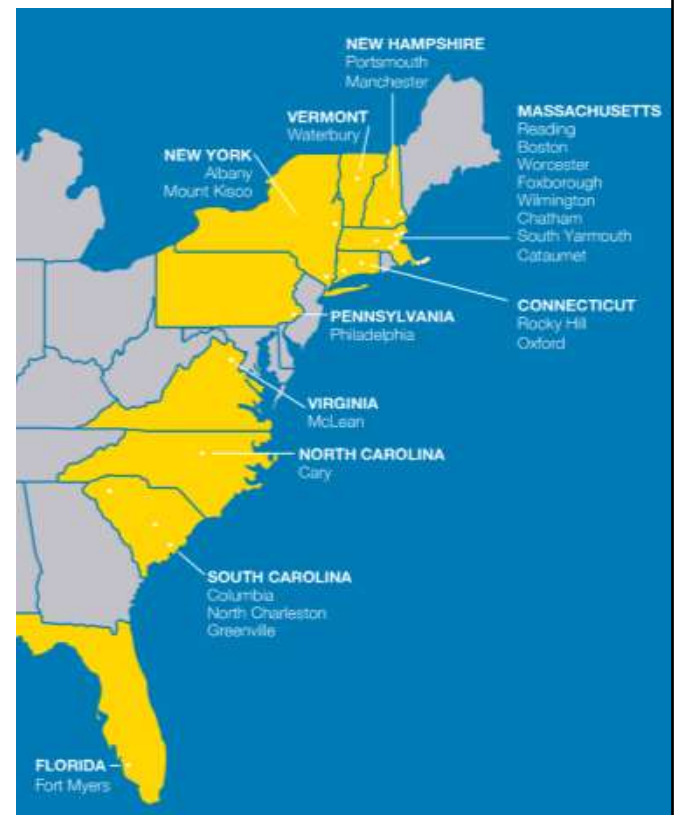 NEW HAMPSHIRE
Portsmouth
Manchester
VERMONT
Waterbury
NEW YORK
Albany
Mount Kisco
MASSACHUSETTS
Reading
Boston
Worcester
Foxborough
Wilmington
Chatham
South Yarmouth
Cataumet
CONNECTICUT
Rocky Hill
Oxford
PENNSYLVANIA
Philadelphia
VIRGINIA
McLean
NORTH CAROLINA
Cary
SOUTH CAROLINA
Columbia
North Charleston
Greenville
FLORIDA
Fort Myers